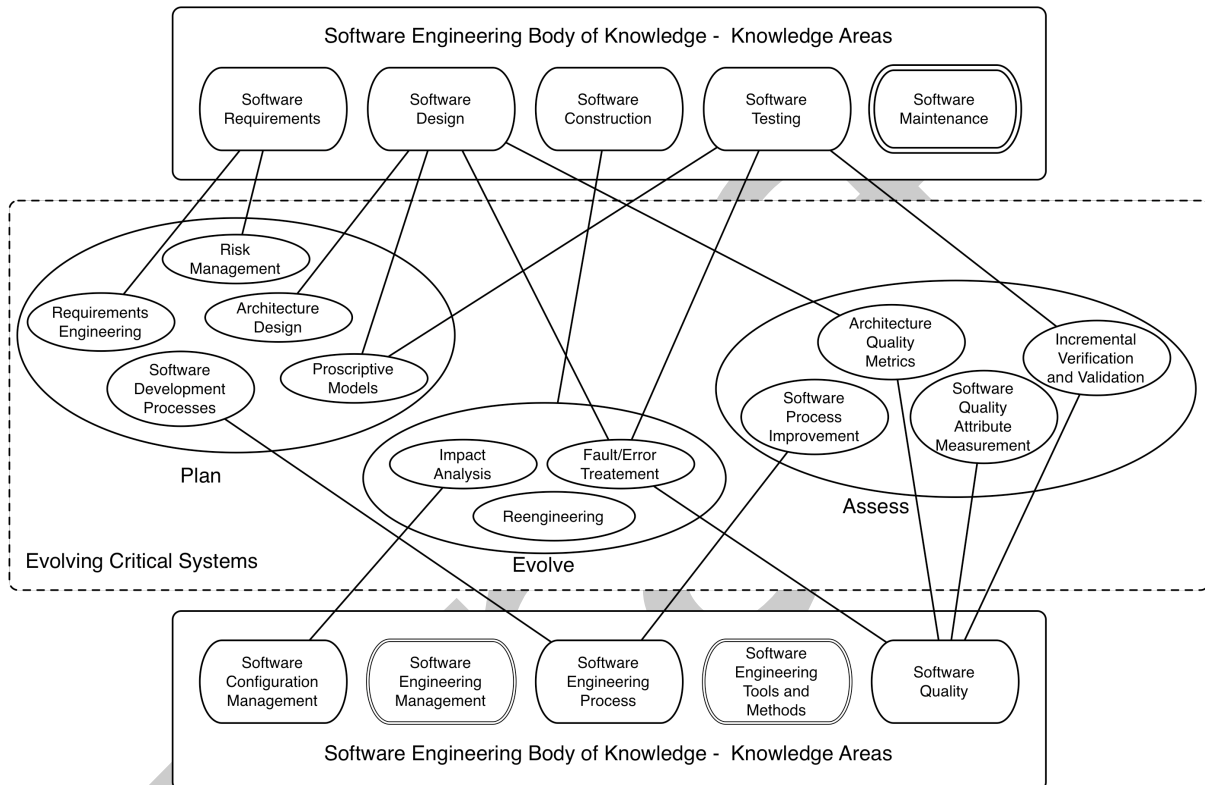 Software Engineering Body of Knowledge - Knowledge Areas
Software
Requirements
Software
Design
Software
Construction
Software
Testing
Software
Maintenance
Risk
Management
Requirements
Engineering
Architecture
Design
Software
Development
Processes
Proscriptive
Models
Plan
Impact
Analysis
Fault/Error
Treatement
Reengineering
Evolve
Architecture
Quality
Metrics
Incremental
Verification
and Validation
Software
Process
Improvement
Software
Quality
Attribute
Measurement
Assess
Evolving Critical Systems
Software
Configuration
Management
Software
Engineering
Management
Software
Engineering
Process
Software
Engineering
Tools and
Methods
Software
Quality
Software Engineering Body of Knowledge - Knowledge Areas